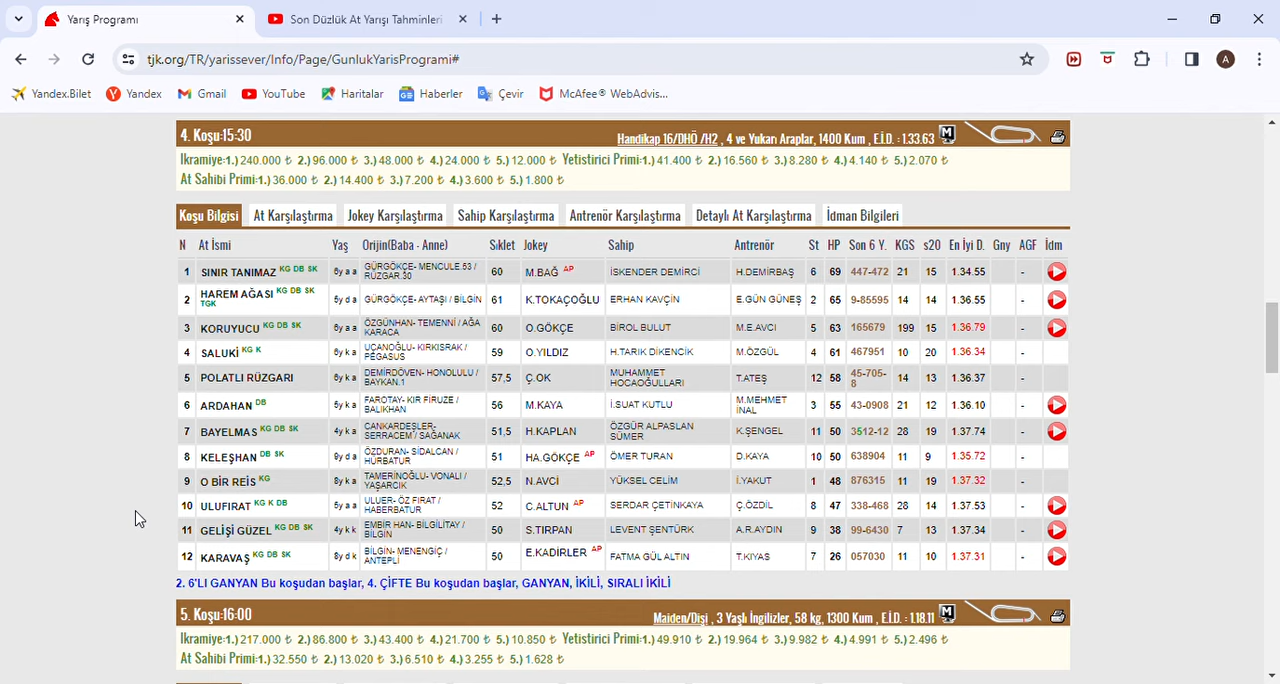 Yarış Programı
Son Düzlük At Yarışı Tahminleri
tjk.org/TR/yarissever/Info/Page/GunlukYarisProgrami#
A
Yandex.Bilet Yandex Gmail YouTube Haritalar Haberler Çevir McAfee® WebAdvis...
4. Koşu:15:30 Handikap 16/DHÖ /H2 , 4 ve Yukarı Araplar, 1400 Kum , E.İ.D. : 1.33.63
İkramiye:1.) 240.000 ₺ 2.) 96.000 ₺ 3.) 48.000 ₺ 4.) 24.000 ₺ 5.) 12.000 ₺ Yetistirici Primi:1.) 41.400 ₺ 2.) 16.560 ₺ 3.) 8.280 ₺ 4.) 4.140 ₺ 5.) 2.070 ₺
At Sahibi Primi:1.) 36.000 ₺ 2.) 14.400 ₺ 3.) 7.200 ₺ 4.) 3.600 ₺ 5.) 1.800 ₺
Koşu Bilgisi At Karşılaştırma Jokey Karşılaştırma Sahip Karşılaştırma Antrenör Karşılaştırma Detaylı At Karşılaştırma İdman Bilgileri
N At İsmi Yaş Orijin(Baba - Anne) Sıklet Jokey Sahip Antrenör St HP Son 6 Y. KGS s20 En İyi D. Gny AGF İdm
1 SINIR TANIMAZ KG DB SK 6y a a GÜRGÖKÇE- MENCULE.53 / RÜZGAR.30 60 M.BAĞ AP İSKENDER DEMİRCİ H.DEMİRBAŞ 6 69 447-472 21 15 1.34.55 -
2 HAREM AĞASI KG DB SK TGK 5y d a GÜRGÖKÇE- AYTAŞI / BİLGİN 61 K.TOKAÇOĞLU ERHAN KAVÇİN E.GÜN GÜNEŞ 2 65 9-85595 14 14 1.36.55 -
3 KORUYUCU KG DB SK 8y a a ÖZGÜNHAN- TEMENNİ / AĞA KARACA 60 O.GÖKÇE BİROL BULUT M.E.AVCI 5 63 165679 199 15 1.36.79 -
4 SALUKİ KG K 8y k a UÇANOĞLU- KIRKISRAK / PEGASUS 59 O.YILDIZ H.TARIK DİKENCİK M.ÖZGÜL 4 61 467951 10 20 1.36.34 -
5 POLATLI RÜZGARI 6y k a DEMİRDÖVEN- HONOLULU / BAYKAN.1 57,5 Ç.OK MUHAMMET HOCAOĞULLARI T.ATEŞ 12 58 45-705-8 14 13 1.36.37 -
6 ARDAHAN DB 5y k a FAROTAY- KIR FİRUZE / BALIKHAN 56 M.KAYA İ.SUAT KUTLU M.MEHMET İNAL 3 55 43-0908 21 12 1.36.10 -
7 BAYELMAS KG DB SK 4y k a CANKARDEŞLER- SERRACEM / SAĞANAK 51,5 H.KAPLAN ÖZGÜR ALPASLAN SÜMER K.ŞENGEL 11 50 3512-12 28 19 1.37.74 -
8 KELEŞHAN DB SK 9y d a ÖZDURAN- SİDALCAN / HÜRBATUR 51 HA.GÖKÇE AP ÖMER TURAN D.KAYA 10 50 638904 11 9 1.35.72 -
9 O BİR REİS KG 8y k a TAMERİNOĞLU- VONALI / YAŞARCIK 52,5 N.AVCİ YÜKSEL CELİM İ.YAKUT 1 48 876315 11 19 1.37.32 -
10 ULUFIRAT KG K DB 5y a a ULUER- ÖZ FIRAT / HABERBATUR 52 C.ALTUN AP SERDAR ÇETİNKAYA Ç.ÖZDİL 8 47 338-468 28 14 1.37.53 -
11 GELİŞİ GÜZEL KG DB SK 4y k k EMBİR HAN- BİLGİLİTAY / BİLGİN 50 S.TIRPAN LEVENT ŞENTÜRK A.R.AYDIN 9 38 99-6430 7 13 1.37.34 -
12 KARAVAŞ KG DB SK 8y d k BİLGİN- MENENGİÇ / ANTEPLİ 50 E.KADİRLER AP FATMA GÜL ALTIN T.KIYAS 7 26 057030 11 10 1.37.31 -
2. 6'LI GANYAN Bu koşudan başlar, 4. ÇİFTE Bu koşudan başlar, GANYAN, İKİLİ, SIRALI İKİLİ
5. Koşu:16:00 Maiden/Dişi , 3 Yaşlı İngilizler, 58 kg, 1300 Kum , E.İ.D. : 1.18.11
İkramiye:1.) 217.000 ₺ 2.) 86.800 ₺ 3.) 43.400 ₺ 4.) 21.700 ₺ 5.) 10.850 ₺ Yetistirici Primi:1.) 49.910 ₺ 2.) 19.964 ₺ 3.) 9.982 ₺ 4.) 4.991 ₺ 5.) 2.496 ₺
At Sahibi Primi:1.) 32.550 ₺ 2.) 13.020 ₺ 3.) 6.510 ₺ 4.) 3.255 ₺ 5.) 1.628 ₺